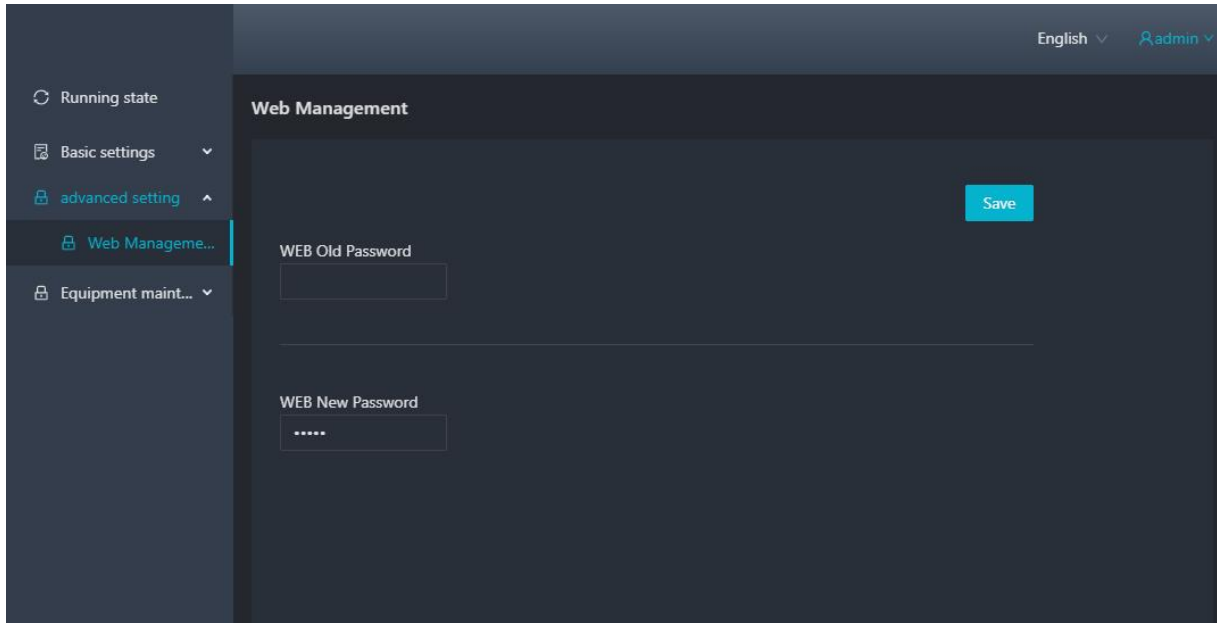 English
admin
Running state
Basic settings
advanced setting
Web Manageme...
Equipment maint...
Web Management
Save
WEB Old Password
WEB New Password
•••••